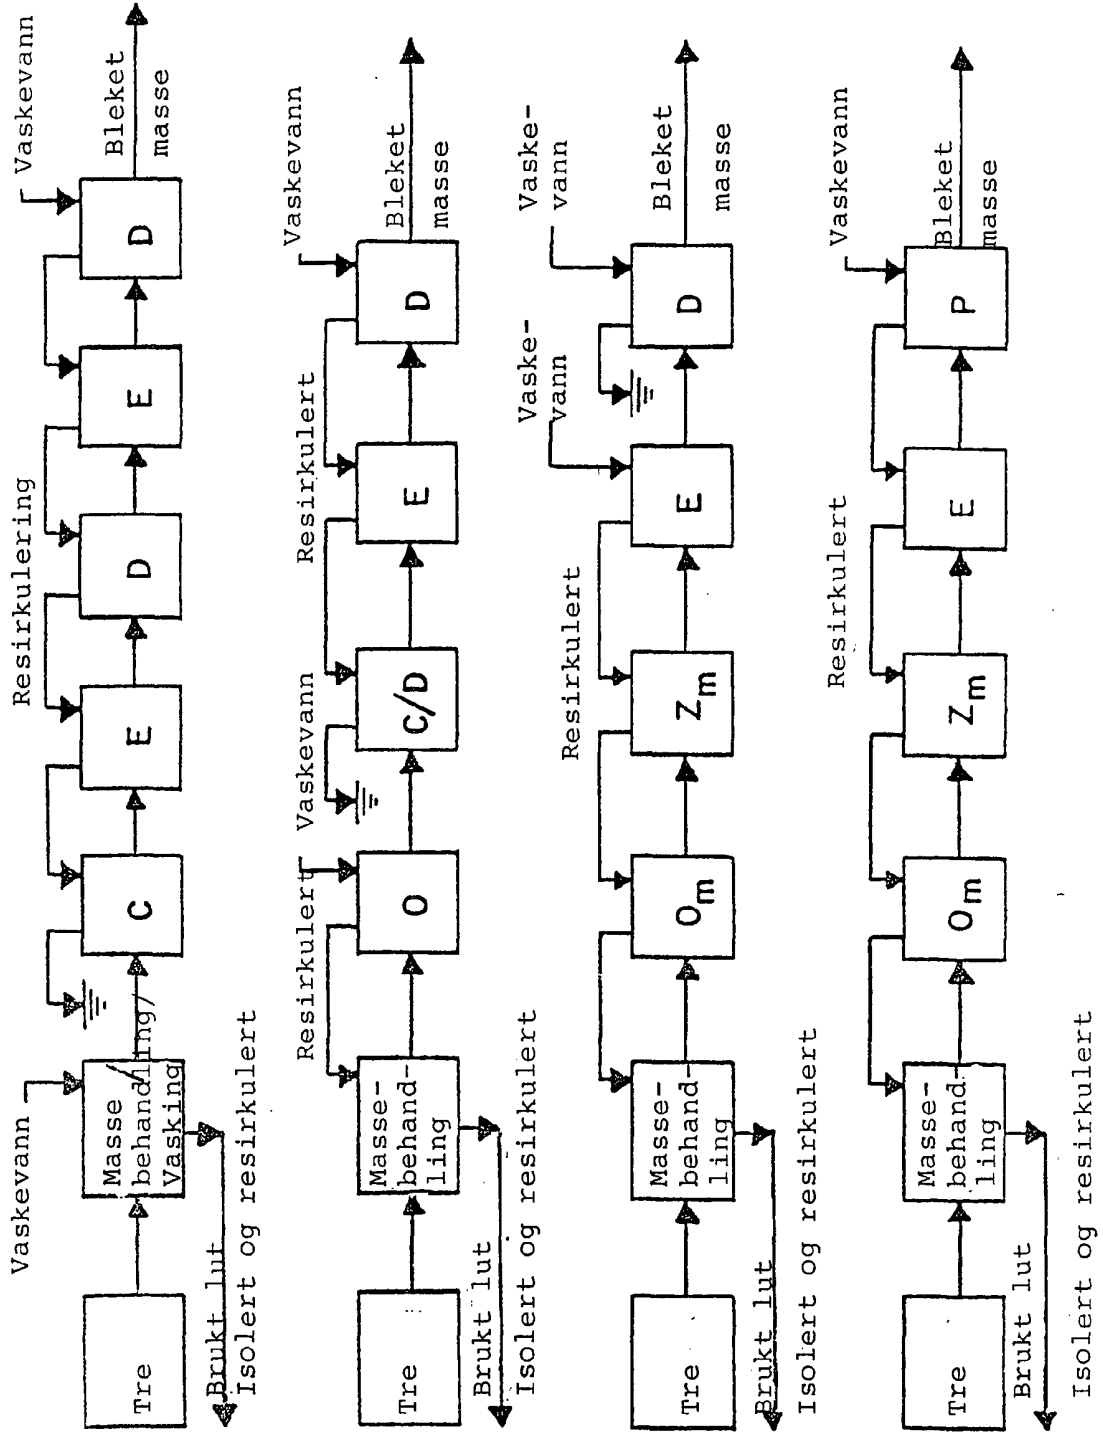 Vaskevann
Resirkulering
Vaskevann
Tre
Masse
behandling/
Vasking
C
E
D
E
D
Bleket
masse
Brukt lut
Isolert og resirkulert
Resirkulert
Vaskevann
Resirkulert
Vaskevann
Tre
Masse-
behand-
ling
O
C/D
E
D
Bleket
masse
Brukt lut
Isolert og resirkulert
Resirkulert
Vaske-
vann
Vaske-
vann
Tre
Masse-
behand-
ling
Om
Zm
E
D
Bleket
masse
Brukt lut
Isolert og resirkulert
Resirkulert
Vaskevann
Tre
Masse-
behand-
ling
Om
Zm
E
P
Bleket
masse
Brukt lut
Isolert og resirkulert